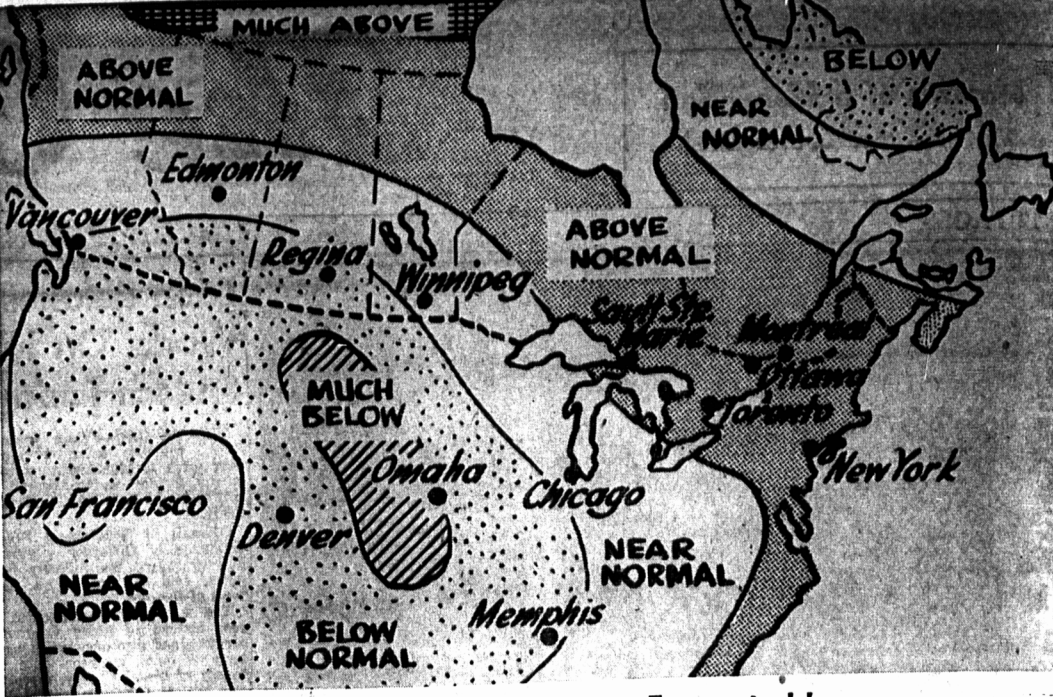 MUCH ABOVE
ABOVE
NORMAL
BELOW
NEAR
NORMAL
Edmonton
Vancouver
Regina
Winnipeg
ABOVE
NORMAL
Sault Ste
Marie
Montreal
Ottawa
Toronto
New York
MUCH
BELOW
Omaha
Chicago
San Francisco
Denver
NEAR
NORMAL
NEAR
NORMAL
Memphis
BELOW
NORMAL